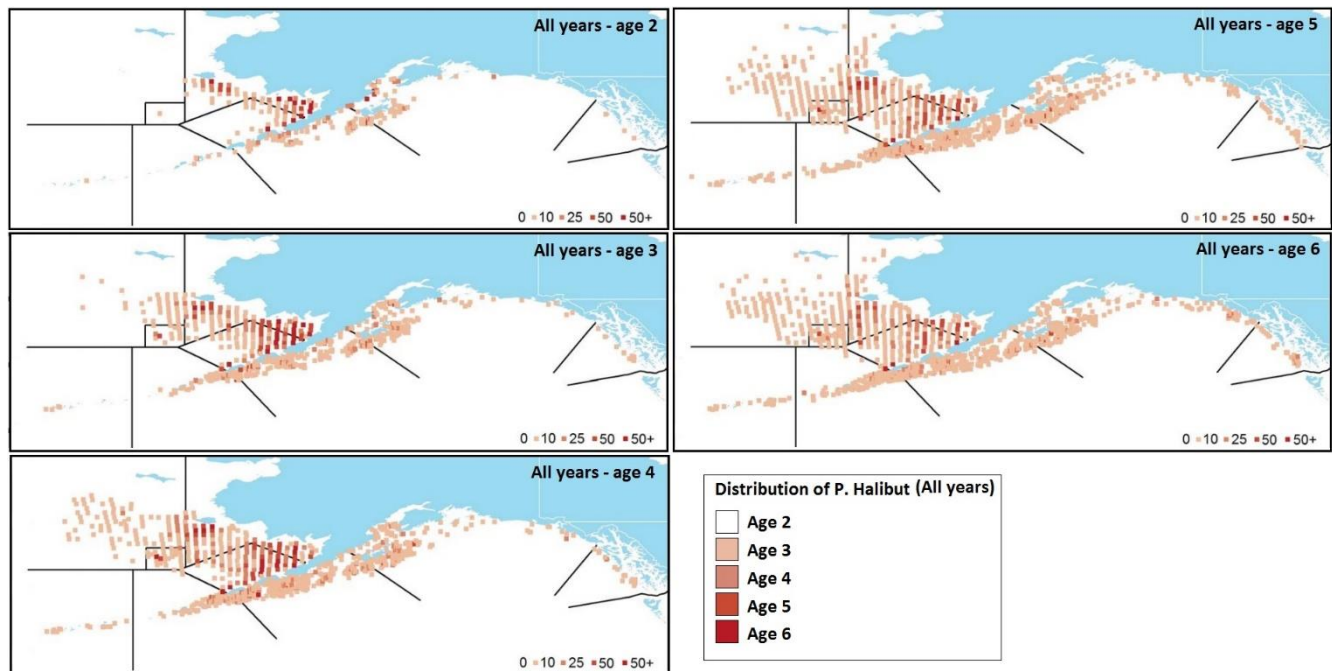 All years - age 2
0 10 25 50 50+
All years - age 5
0 10 25 50 50+
All years - age 3
0 10 25 50 50+
All years - age 6
0 10 25 50 50+
All years - age 4
0 10 25 50 50+
Distribution of P. Halibut (All years)
Age 2
Age 3
Age 4
Age 5
Age 6